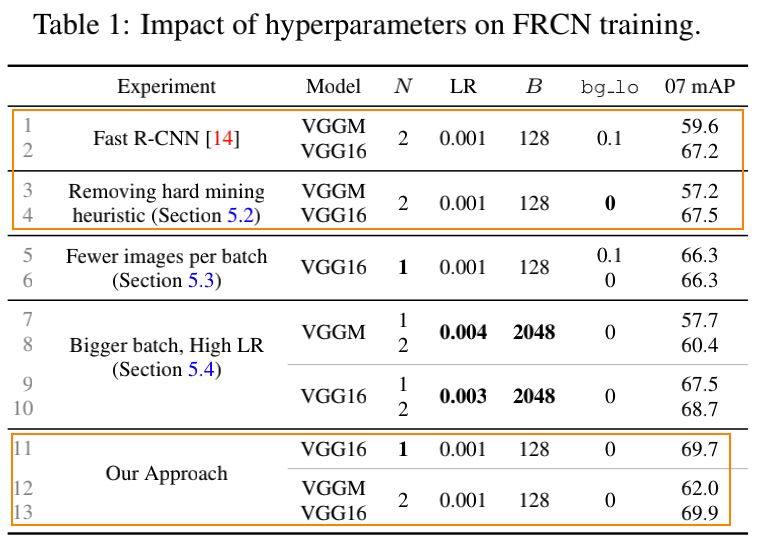 Table 1: Impact of hyperparameters on FRCN training.
Experiment Model N LR B bg_lo 07 mAP
1 Fast R-CNN [14] VGGM 2 0.001 128 0.1 59.6
2 VGG16 67.2
3 Removing hard mining VGGM 2 0.001 128 0 57.2
4 heuristic (Section 5.2) VGG16 67.5
5 Fewer images per batch VGG16 1 0.001 128 0.1 66.3
6 (Section 5.3) 0 66.3
7 VGGM 1 0.004 2048 0 57.7
8 Bigger batch, High LR 2 60.4
(Section 5.4)
9 VGG16 1 0.003 2048 0 67.5
10 2 68.7
11 VGG16 1 0.001 128 0 69.7
Our Approach
12 VGGM 2 0.001 128 0 62.0
13 VGG16 69.9